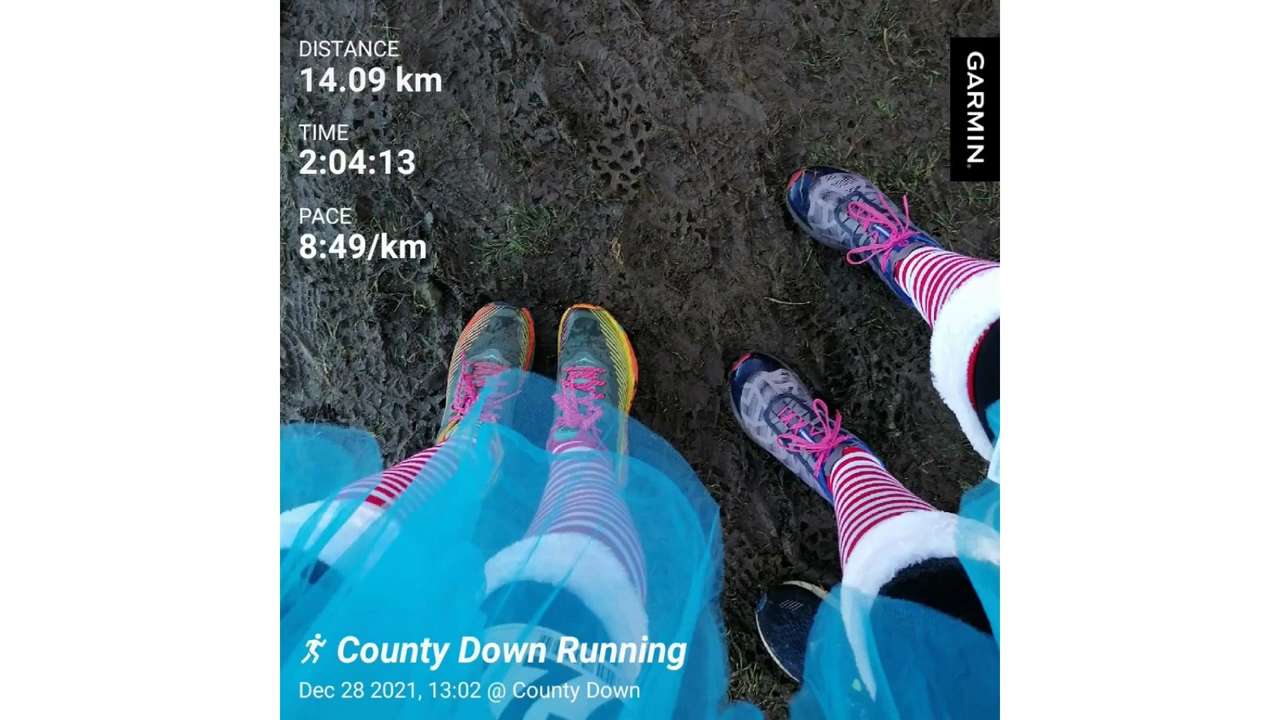 DISTANCE
14.09 km
TIME
2:04:13
PACE
8:49/km
GARMIN
County Down Running
Dec 28 2021, 13:02 @ County Down